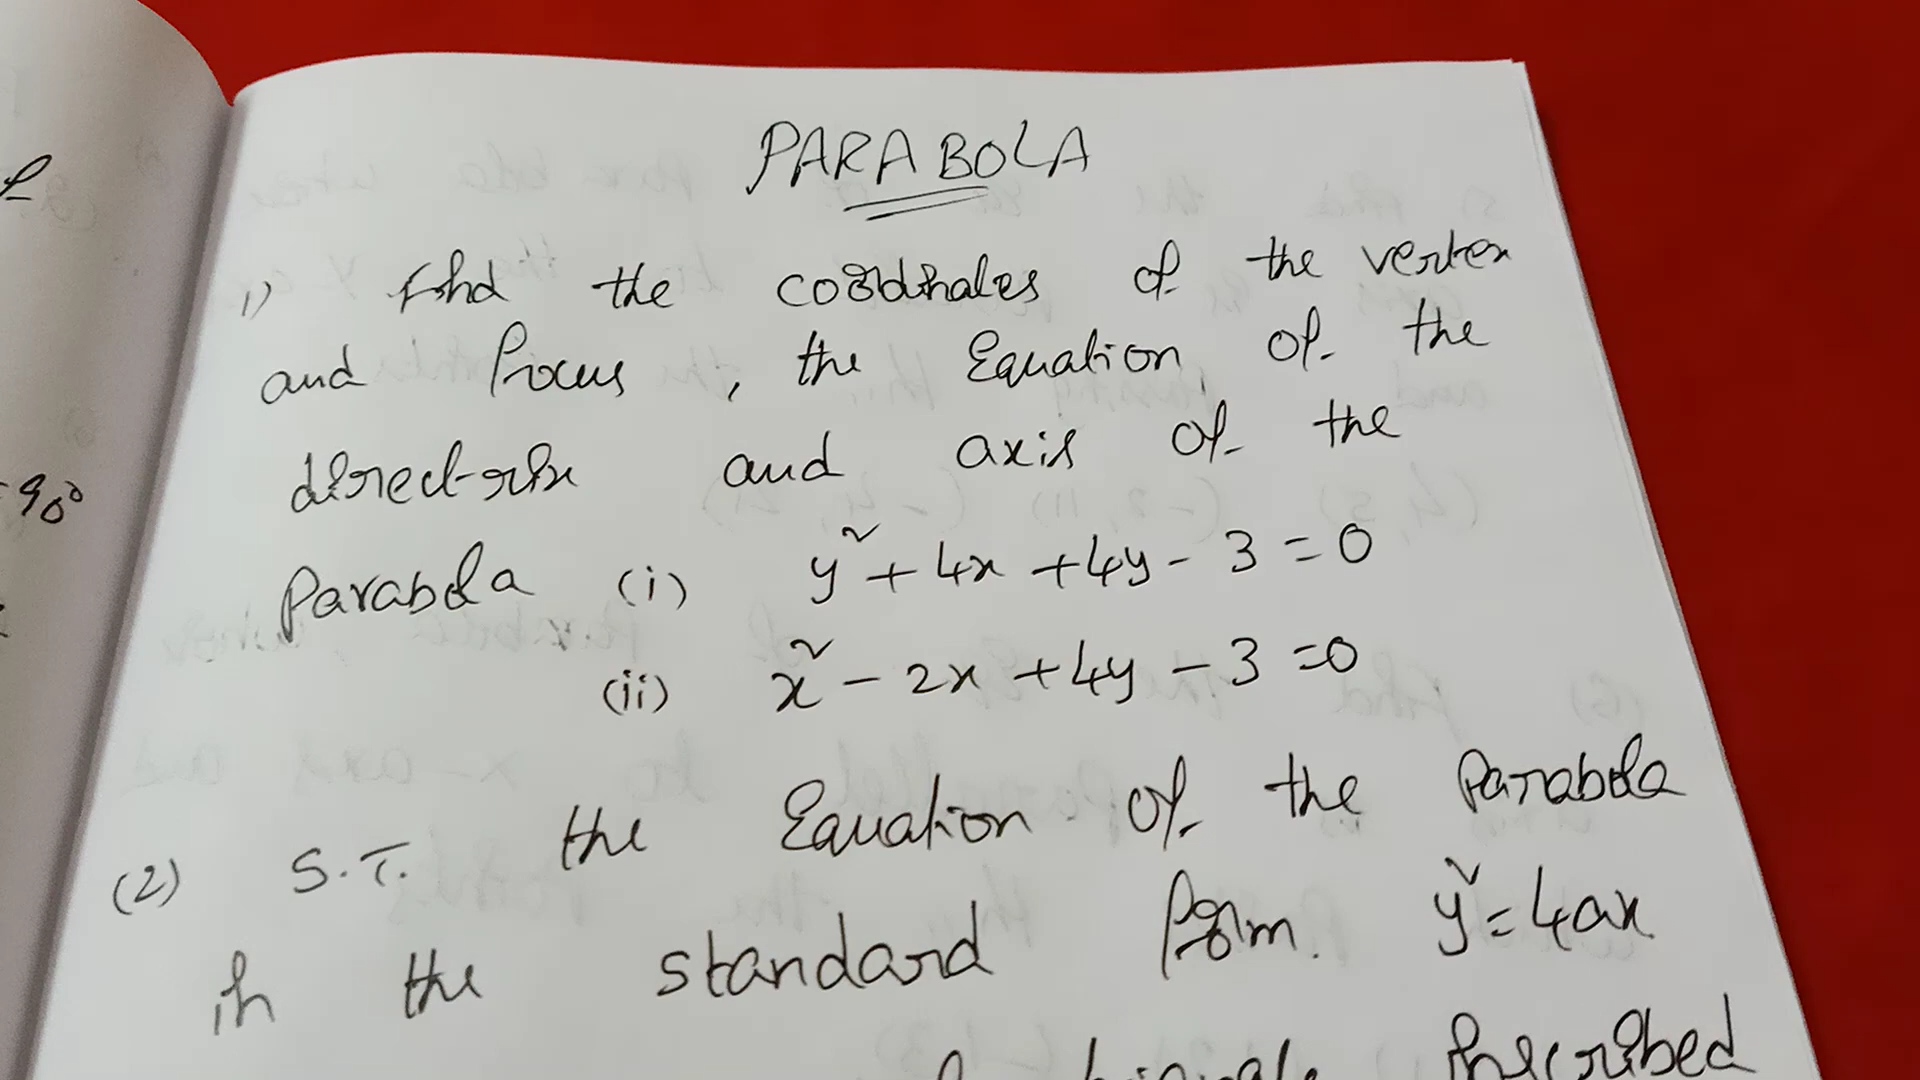 PARABOLA
1) Find the coordinates of the vertex
and focus, the Equation of the
directrix and axis of the
Parabola (i) y² + 4x + 4y - 3 = 0
(ii) x² - 2x + 4y - 3 = 0
(2) S.T. the Equation of the Parabola
in the standard form y² = 4ax.
inscribed
90°